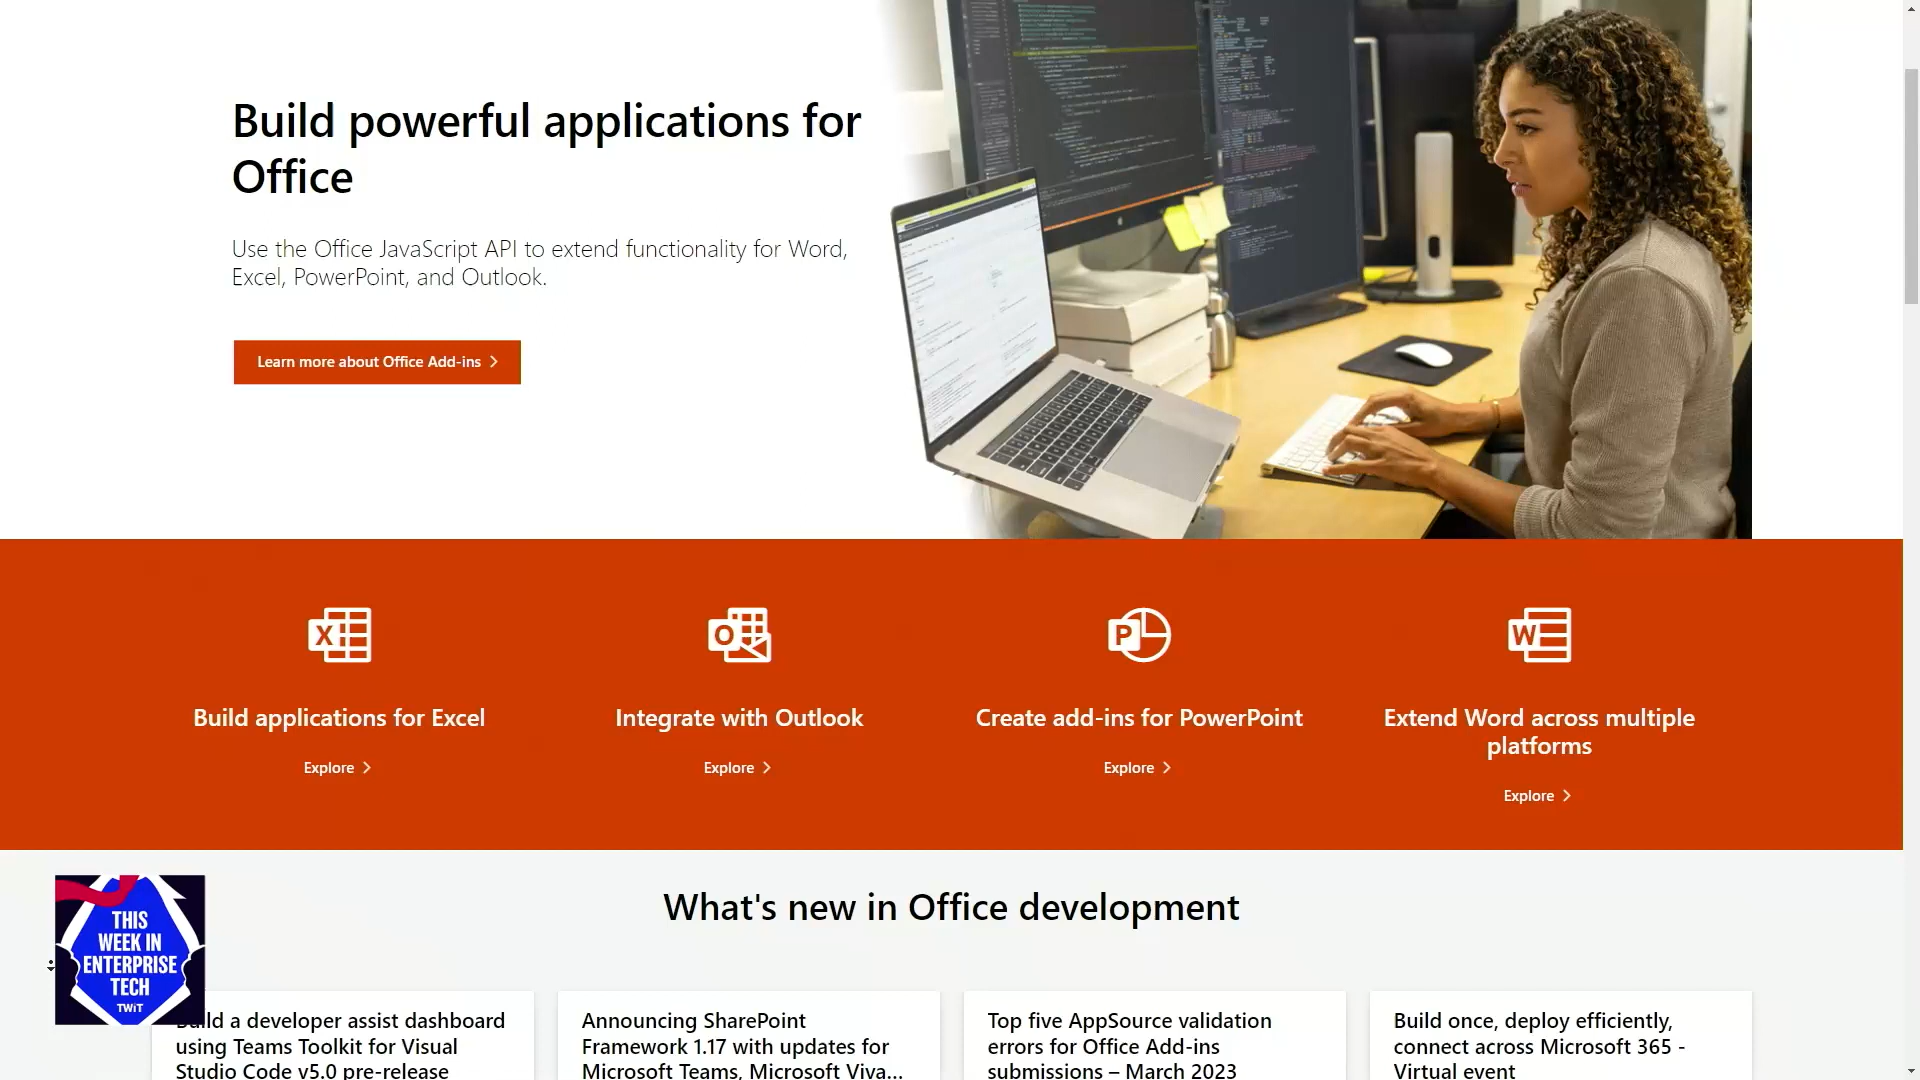 Build powerful applications for
Office
Use the Office JavaScript API to extend functionality for Word,
Excel, PowerPoint, and Outlook.
Learn more about Office Add-ins
X
O
P
W
Build applications for Excel
Integrate with Outlook
Create add-ins for PowerPoint
Extend Word across multiple
platforms
Explore
Explore
Explore
Explore
What's new in Office development
THIS
WEEK IN
ENTERPRISE
TECH
TWiT
Build a developer assist dashboard
using Teams Toolkit for Visual
Studio Code v5.0 pre-release
Announcing SharePoint
Framework 1.17 with updates for
Microsoft Teams, Microsoft Viva...
Top five AppSource validation
errors for Office Add-ins
submissions – March 2023
Build once, deploy efficiently,
connect across Microsoft 365 -
Virtual event